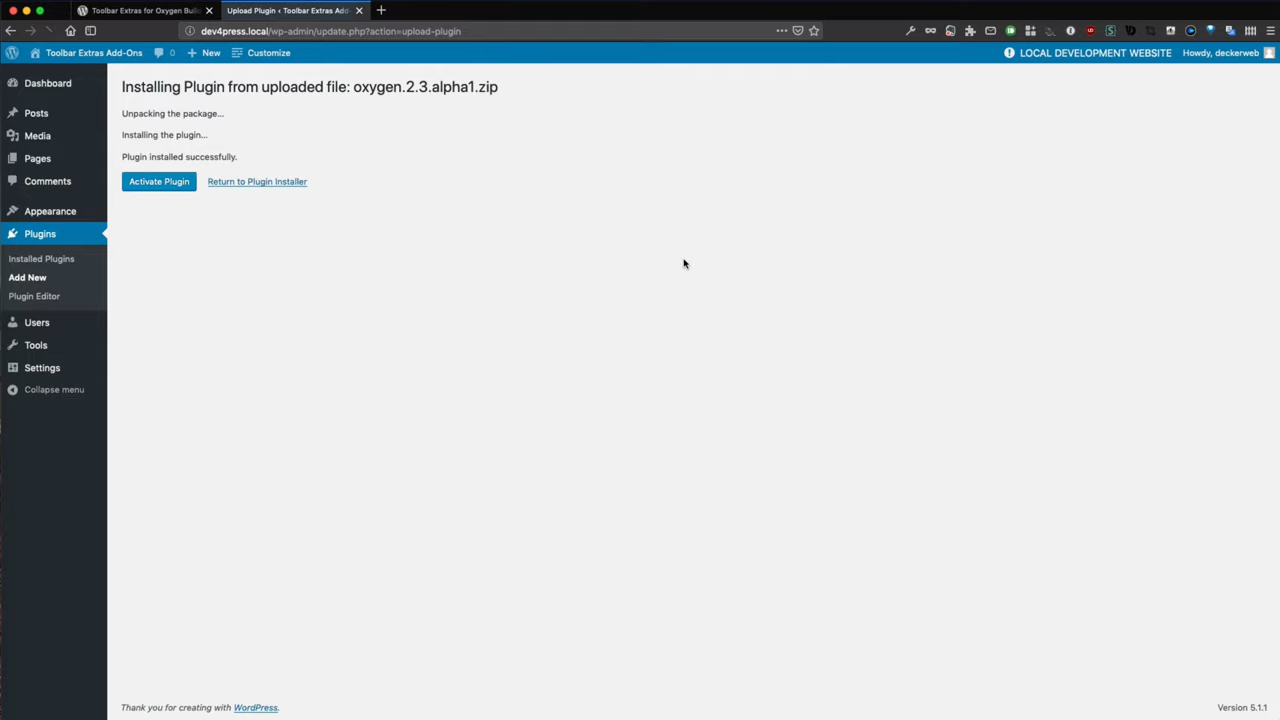 Toolbar Extras for Oxygen Buil
Upload Plugin ‹ Toolbar Extras Add-
dev4press.local/wp-admin/update.php?action=upload-plugin
Toolbar Extras Add-Ons 0 New Customize LOCAL DEVELOPMENT WEBSITE Howdy, deckerweb
Dashboard
Posts
Media
Pages
Comments
Appearance
Plugins
Installed Plugins
Add New
Plugin Editor
Users
Tools
Settings
Collapse menu
Installing Plugin from uploaded file: oxygen.2.3.alpha1.zip
Unpacking the package…
Installing the plugin…
Plugin installed successfully.
Activate Plugin Return to Plugin Installer
Thank you for creating with WordPress. Version 5.1.1